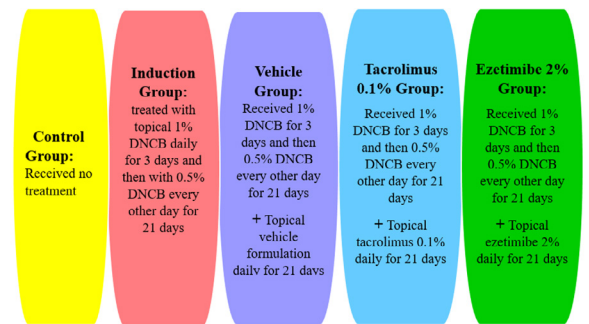 Control
Group:
Received no
treatment
Induction
Group:
treated with
topical 1%
DNCB daily
for 3 days and
then with 0.5%
DNCB every
other day for
21 days
Vehicle
Group:
Received 1%
DNCB for 3
days and then
0.5% DNCB
every other day
for 21 days
+ Topical
vehicle
formulation
daily for 21 days
Tacrolimus
0.1% Group:
Received 1%
DNCB for 3 days
and then 0.5%
DNCB every
other day for 21
days
+ Topical
tacrolimus 0.1%
daily for 21 days
Ezetimibe 2%
Group:
Received 1%
DNCB for 3
days and then
0.5% DNCB
every other day
for 21 days
+ Topical
ezetimibe 2%
daily for 21 days